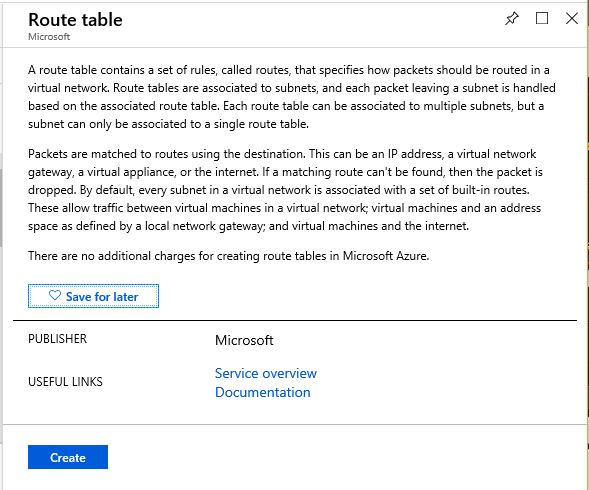 Route table
Microsoft
A route table contains a set of rules, called routes, that specifies how packets should be routed in a
virtual network. Route tables are associated to subnets, and each packet leaving a subnet is handled
based on the associated route table. Each route table can be associated to multiple subnets, but a
subnet can only be associated to a single route table.
Packets are matched to routes using the destination. This can be an IP address, a virtual network
gateway, a virtual appliance, or the internet. If a matching route can't be found, then the packet is
dropped. By default, every subnet in a virtual network is associated with a set of built-in routes.
These allow traffic between virtual machines in a virtual network; virtual machines and an address
space as defined by a local network gateway; and virtual machines and the internet.
There are no additional charges for creating route tables in Microsoft Azure.
Save for later
PUBLISHER Microsoft
USEFUL LINKS Service overview
Documentation
Create